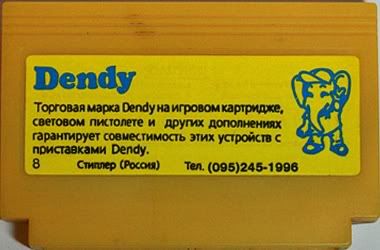 Dendy
Торговая марка Dendy на игровом картридже,
световом пистолете и других дополнениях
гарантирует совместимость этих устройств с
приставками Dendy.
8 Стиплер (Россия) Тел. (095)245-1996